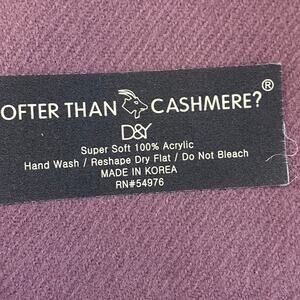 OFTER THAN CASHMERE?®
D&Y
Super Soft 100% Acrylic
Hand Wash / Reshape Dry Flat / Do Not Bleach
MADE IN KOREA
RN#54976